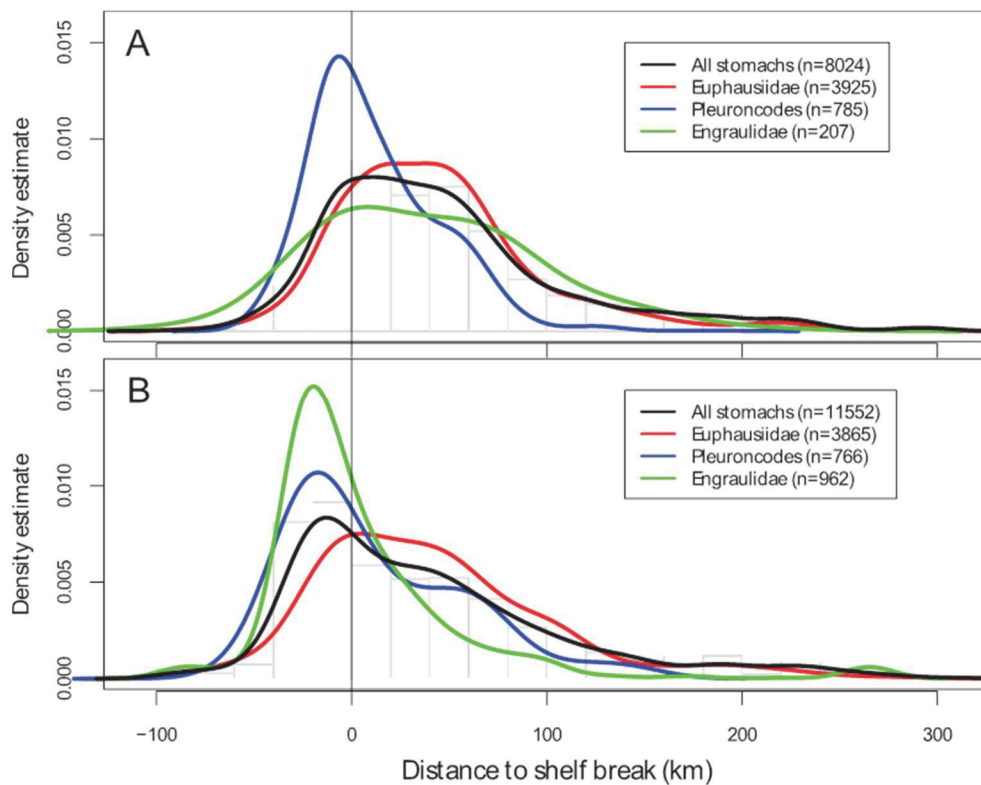 A
All stomachs (n=8024)
Euphausiidae (n=3925)
Pleuroncodes (n=785)
Engraulidae (n=207)
Density estimate
0.015
0.010
0.005
0.000
B
All stomachs (n=11552)
Euphausiidae (n=3865)
Pleuroncodes (n=766)
Engraulidae (n=962)
Density estimate
0.015
0.010
0.005
0.000
−100 0 100 200 300
Distance to shelf break (km)